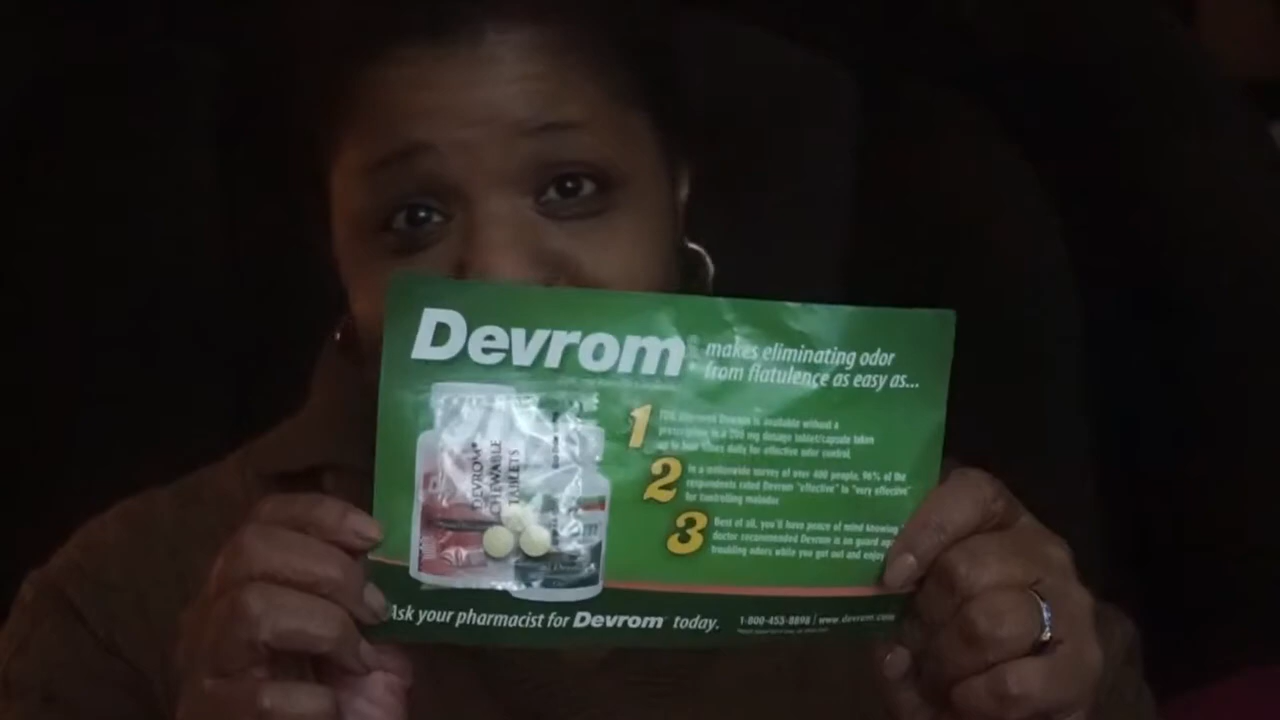 Devrom
makes eliminating odor
from flatulence as easy as...
DEVROM®
CHEWABLE
TABLETS
1
Devrom is available without a
prescription in a 200 mg dosage tablet/capsule taken
up to four times daily for effective odor control.
2
In a nationwide survey of over 400 people, 96% of the
respondents rated Devrom "effective" to "very effective"
for controlling malodor.
3
Best of all, you'll have peace of mind knowing
doctor recommended Devrom is on guard
troubling odors while you get out and enjoy
Ask your pharmacist for Devrom today.
1-800-453-8898 | www.devrom.com